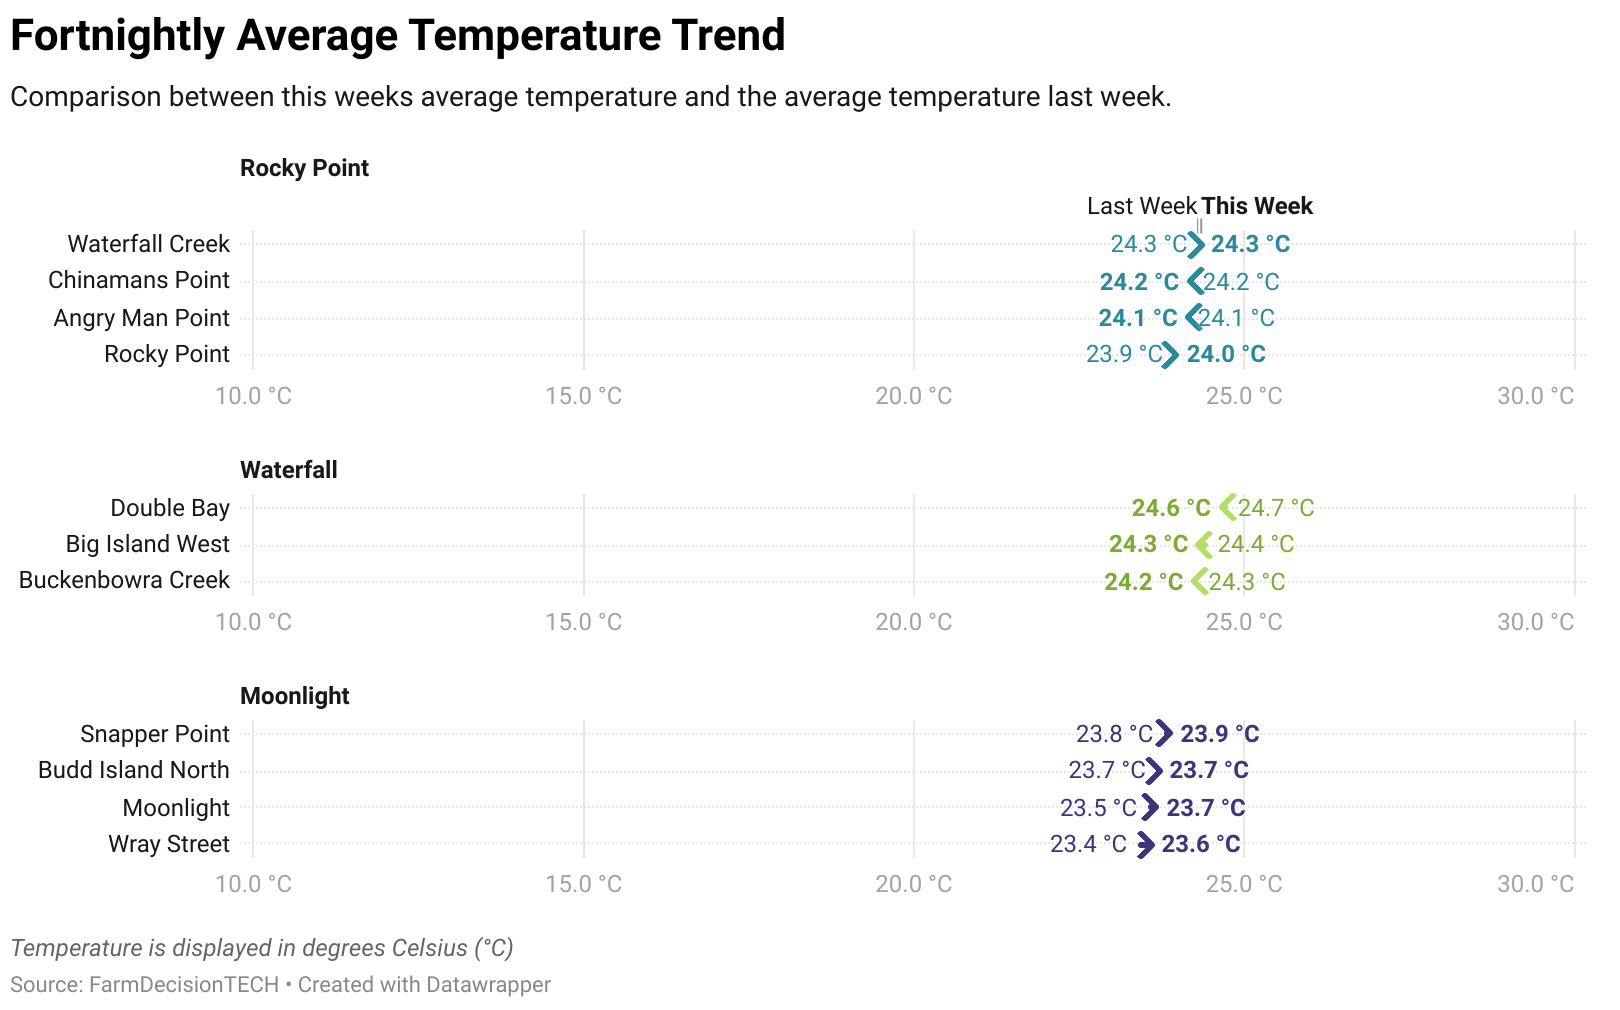 Fortnightly Average Temperature Trend
Comparison between this weeks average temperature and the average temperature last week.
Rocky Point
Last Week This Week
Waterfall Creek 24.3 °C 24.3 °C
Chinamans Point 24.2 °C 24.2 °C
Angry Man Point 24.1 °C 24.1 °C
Rocky Point 23.9 °C 24.0 °C
10.0 °C 15.0 °C 20.0 °C 25.0 °C 30.0 °C
Waterfall
Double Bay 24.6 °C 24.7 °C
Big Island West 24.3 °C 24.4 °C
Buckenbowra Creek 24.2 °C 24.3 °C
10.0 °C 15.0 °C 20.0 °C 25.0 °C 30.0 °C
Moonlight
Snapper Point 23.8 °C 23.9 °C
Budd Island North 23.7 °C 23.7 °C
Moonlight 23.5 °C 23.7 °C
Wray Street 23.4 °C 23.6 °C
10.0 °C 15.0 °C 20.0 °C 25.0 °C 30.0 °C
Temperature is displayed in degrees Celsius (°C)
Source: FarmDecisionTECH • Created with Datawrapper